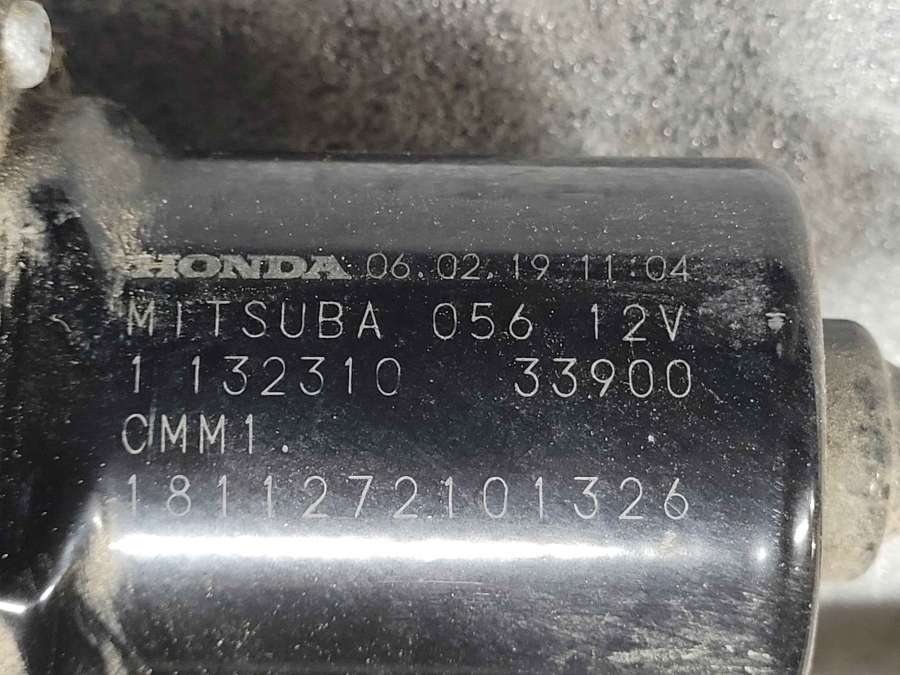 HONDA 06.02.19 11:04
MITSUBA 056 12V
1 132310 33900
CMM1.
1811272101326